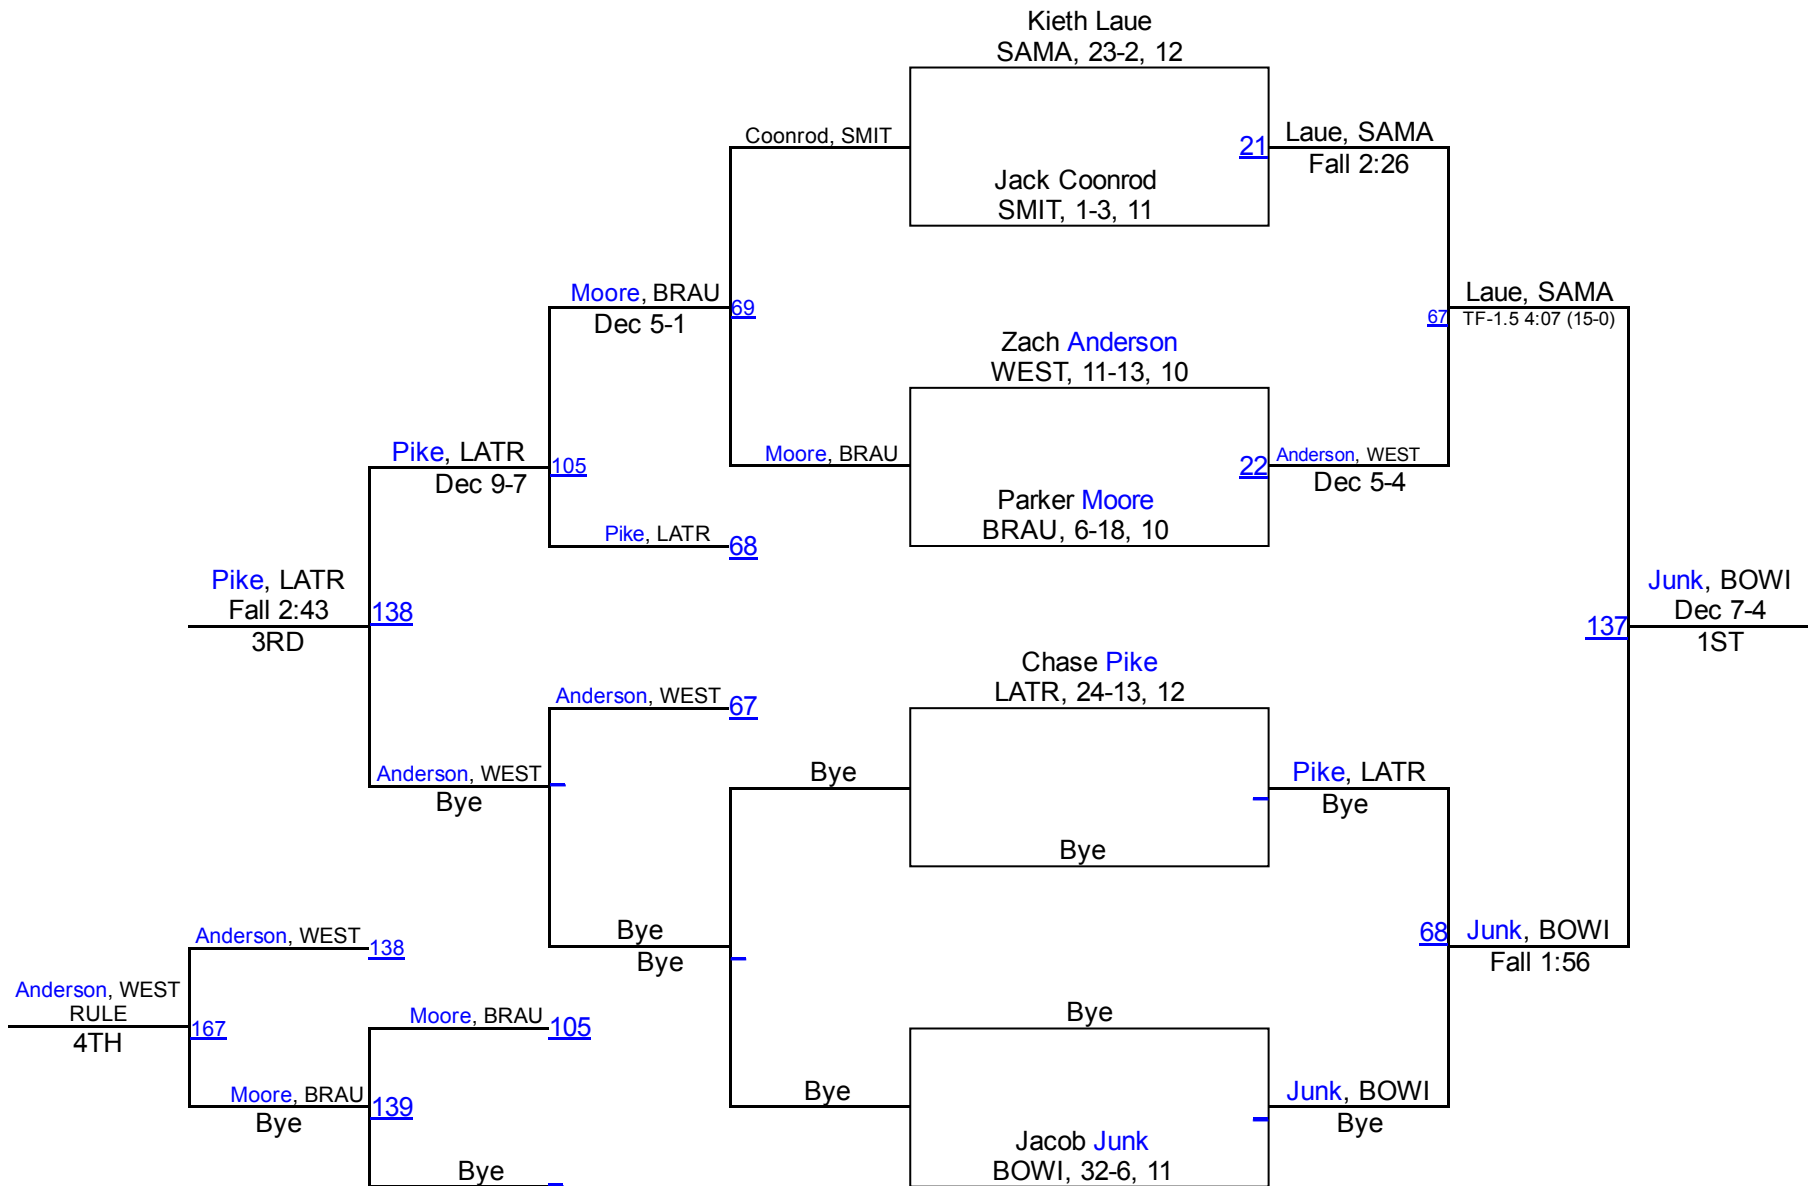 Kieth Laue
SAMA, 23-2, 12
Coonrod, SMIT
21
Laue, SAMA
Fall 2:26
Jack Coonrod
SMIT, 1-3, 11
Moore, BRAU
Dec 5-1
69
Laue, SAMA
67
TF-1.5 4:07 (15-0)
Zach Anderson
WEST, 11-13, 10
Pike, LATR
Dec 9-7
105
Moore, BRAU
22
Anderson, WEST
Dec 5-4
Parker Moore
BRAU, 6-18, 10
Pike, LATR
68
Pike, LATR
Fall 2:43
138
3RD
Junk, BOWI
Dec 7-4
137
1ST
Chase Pike
LATR, 24-13, 12
Anderson, WEST
67
Anderson, WEST
Bye
Bye
Pike, LATR
Bye
Bye
Bye
Bye
68
Junk, BOWI
Fall 1:56
Anderson, WEST
138
Anderson, WEST
RULE
167
4TH
Moore, BRAU
105
Bye
Moore, BRAU
139
Bye
Bye
Junk, BOWI
Bye
Jacob Junk
BOWI, 32-6, 11
Bye